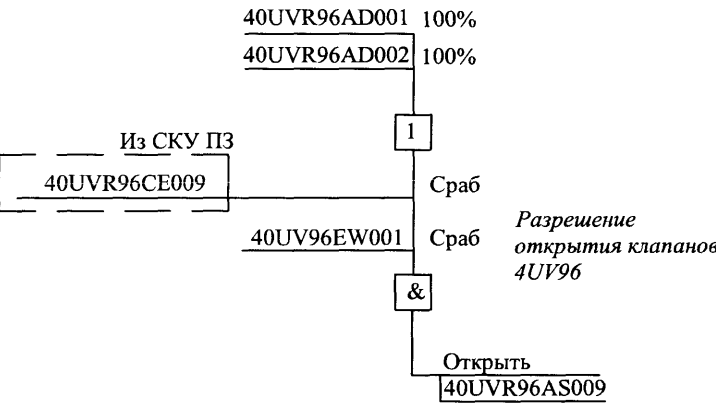 40UVR96AD001 100%
40UVR96AD002 100%
1
Из СКУ ПЗ
40UVR96CE009 Сраб
40UV96EW001 Сраб
Разрешение
открытия клапанов
4UV96
&
Открыть
40UVR96AS009